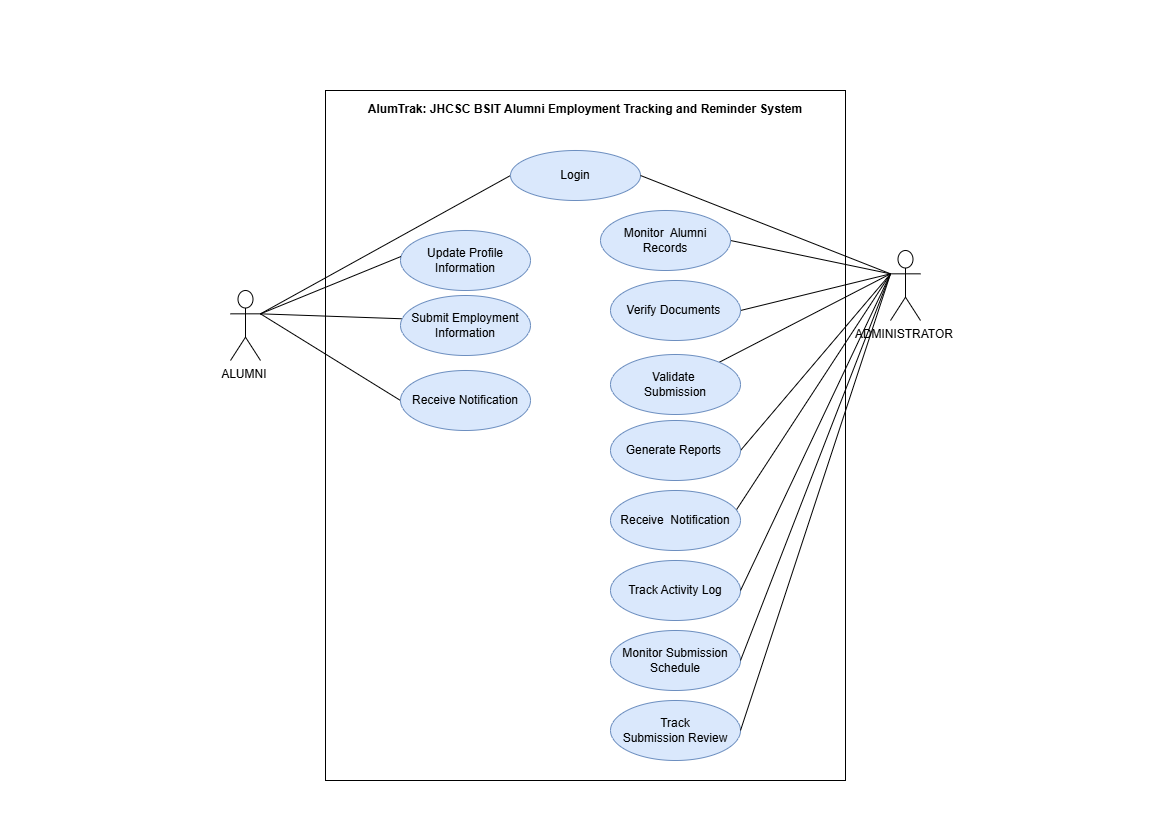 AlumTrak: JHCSC BSIT Alumni Employment Tracking and Reminder System
Login
Monitor  Alumni
Records
Update Profile
Information
Verify Documents
Submit Employment
Information
ADMINISTRATOR
ALUMNI
Validate
Submission
Receive Notification
Generate Reports
Receive  Notification
Track Activity Log
Monitor Submission
Schedule
Track
Submission Review